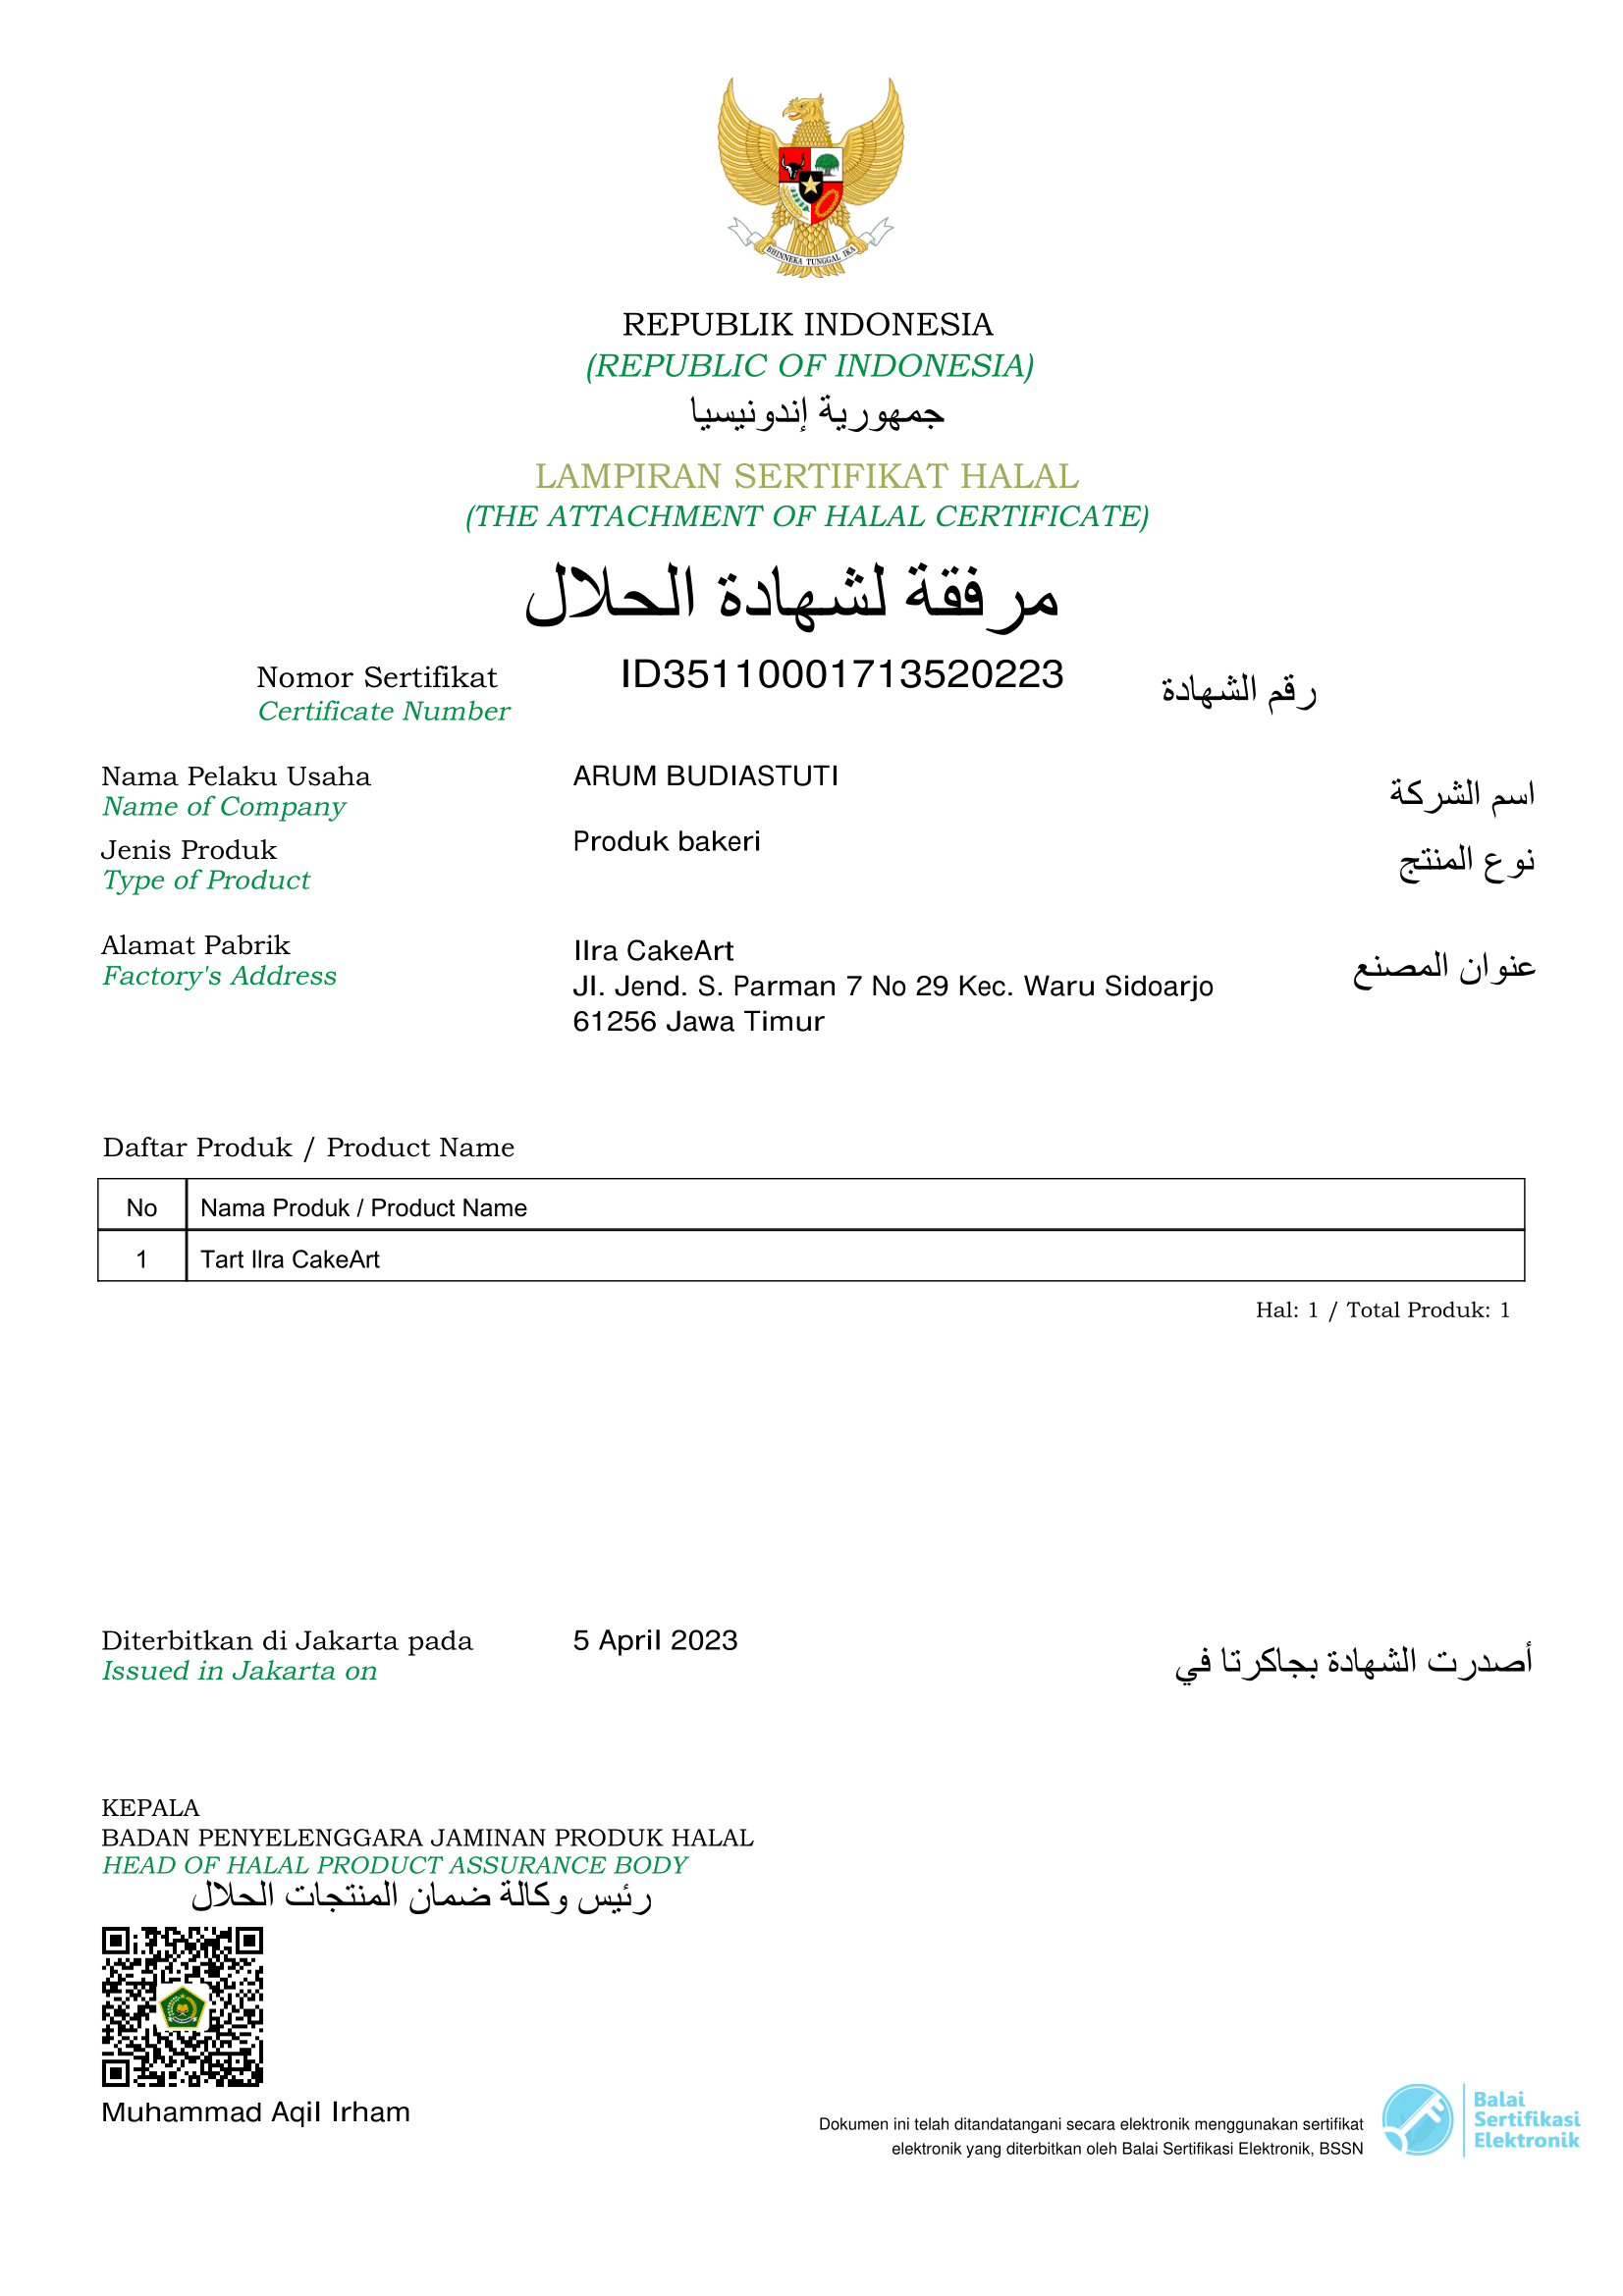 BHINNEKA TUNGGAL IKA
REPUBLIK INDONESIA
(REPUBLIC OF INDONESIA)
جمهورية إندونيسيا
LAMPIRAN SERTIFIKAT HALAL
(THE ATTACHMENT OF HALAL CERTIFICATE)
مرفقة لشهادة الحلال
Nomor Sertifikat ID35110001713520223 رقم الشهادة
Certificate Number
Nama Pelaku Usaha ARUM BUDIASTUTI اسم الشركة
Name of Company
Jenis Produk Produk bakeri نوع المنتج
Type of Product
Alamat Pabrik IIra CakeArt عنوان المصنع
Factory's Address Jl. Jend. S. Parman 7 No 29 Kec. Waru Sidoarjo
61256 Jawa Timur
Daftar Produk / Product Name
No Nama Produk / Product Name
1 Tart IIra CakeArt
Hal: 1 / Total Produk: 1
Diterbitkan di Jakarta pada 5 April 2023 أصدرت الشهادة بجاكرتا في
Issued in Jakarta on
KEPALA
BADAN PENYELENGGARA JAMINAN PRODUK HALAL
HEAD OF HALAL PRODUCT ASSURANCE BODY
رئيس وكالة ضمان المنتجات الحلال
Muhammad Aqil Irham
Dokumen ini telah ditandatangani secara elektronik menggunakan sertifikat
elektronik yang diterbitkan oleh Balai Sertifikasi Elektronik, BSSN
Balai
Sertifikasi
Elektronik